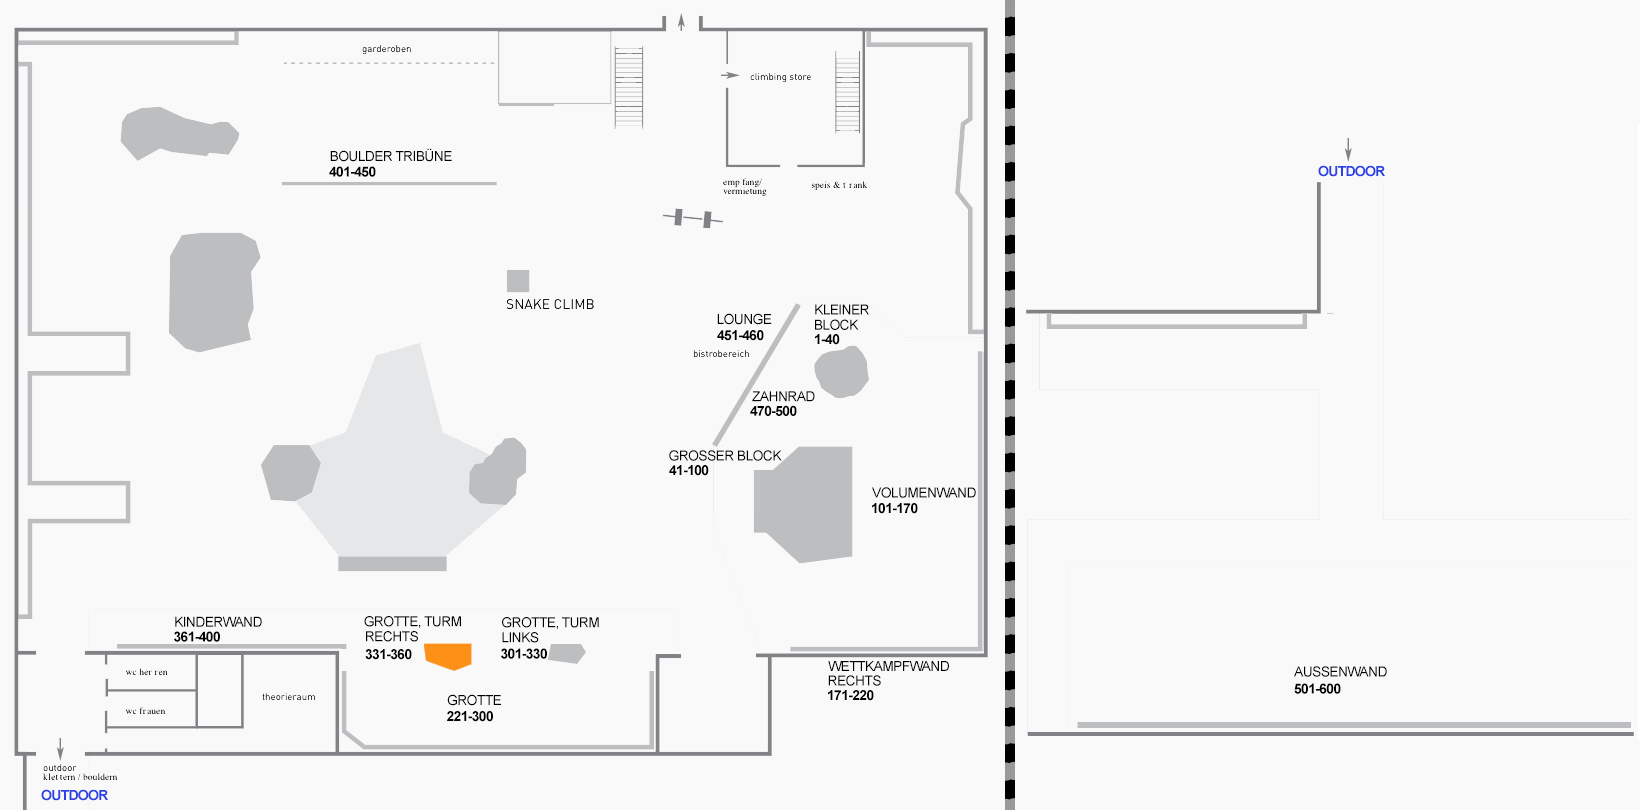 garderoben
climbing store
BOULDER TRIBÜNE
401-450
emp fang/
vermietung
speis & t rank
OUTDOOR
SNAKE CLIMB
LOUNGE
451-460
bistrobereich
KLEINER
BLOCK
1-40
ZAHNRAD
470-500
GROSSER BLOCK
41-100
VOLUMENWAND
101-170
KINDERWAND
361-400
GROTTE, TURM
RECHTS
331-360
GROTTE, TURM
LINKS
301-330
wc her ren
wc frauen
theorieraum
GROTTE
221-300
WETTKAMPFWAND
RECHTS
171-220
AUSSENWAND
501-600
outdoor
klettern / bouldern
OUTDOOR